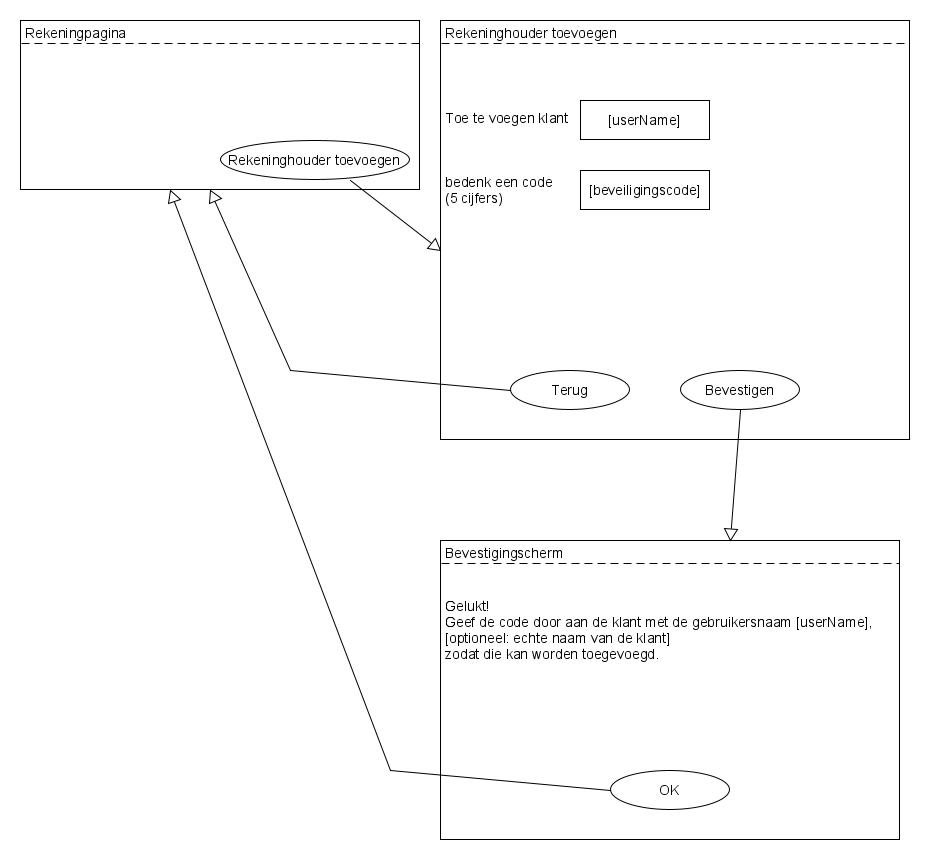 Rekeningpagina
Rekeninghouder toevoegen
Rekeninghouder toevoegen
Toe te voegen klant
[userName]
bedenk een code
(5 cijfers)
[beveiligingscode]
Terug
Bevestigen
Bevestigingscherm
Gelukt!
Geef de code door aan de klant met de gebruikersnaam [userName],
[optioneel: echte naam van de klant]
zodat die kan worden toegevoegd.
OK